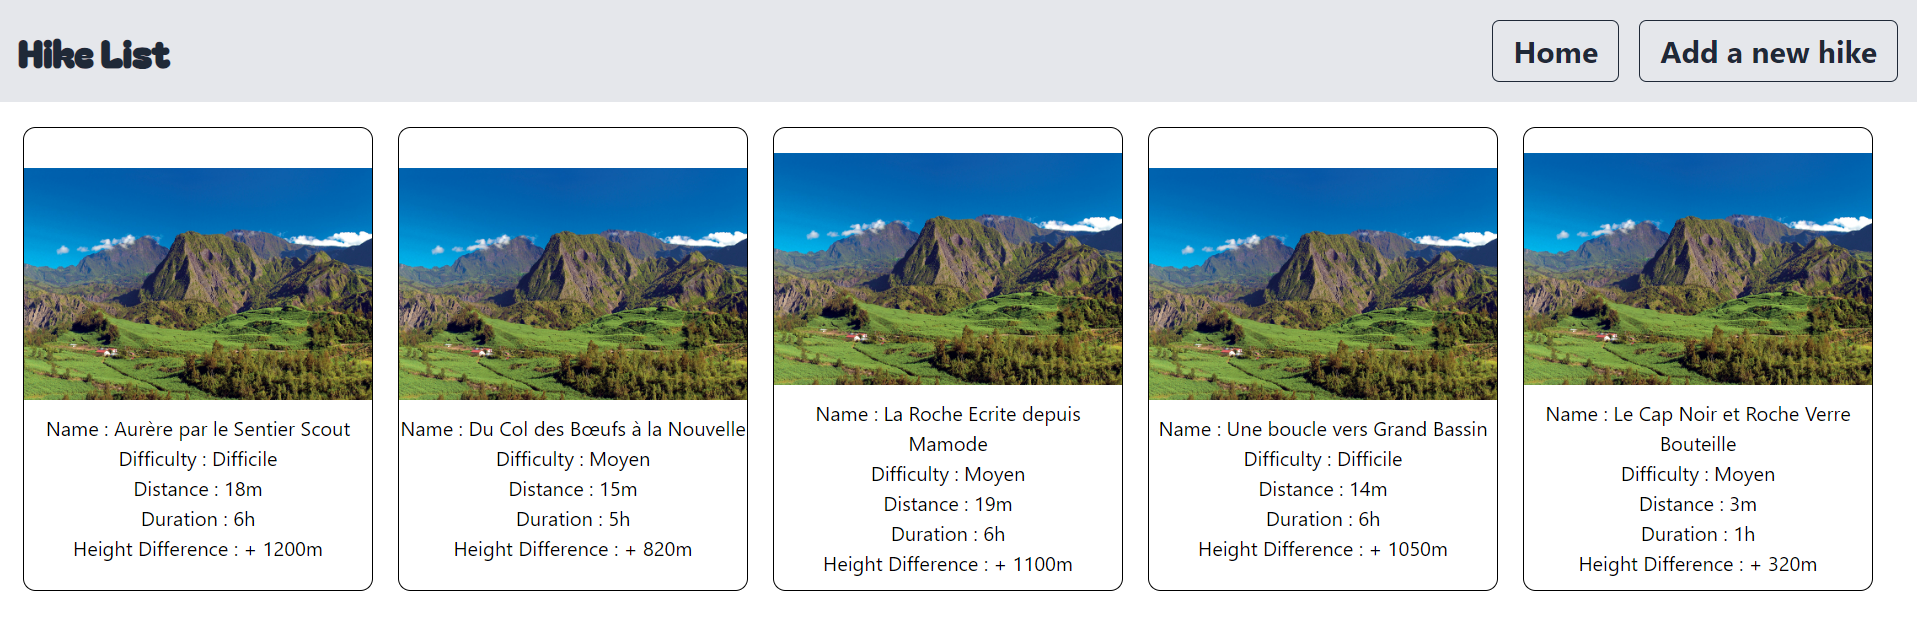 Hike List
Home
Add a new hike
Name : Aurère par le Sentier Scout
Difficulty : Difficile
Distance : 18m
Duration : 6h
Height Difference : + 1200m
Name : Du Col des Bœufs à la Nouvelle
Difficulty : Moyen
Distance : 15m
Duration : 5h
Height Difference : + 820m
Name : La Roche Ecrite depuis
Mamode
Difficulty : Moyen
Distance : 19m
Duration : 6h
Height Difference : + 1100m
Name : Une boucle vers Grand Bassin
Difficulty : Difficile
Distance : 14m
Duration : 6h
Height Difference : + 1050m
Name : Le Cap Noir et Roche Verre
Bouteille
Difficulty : Moyen
Distance : 3m
Duration : 1h
Height Difference : + 320m